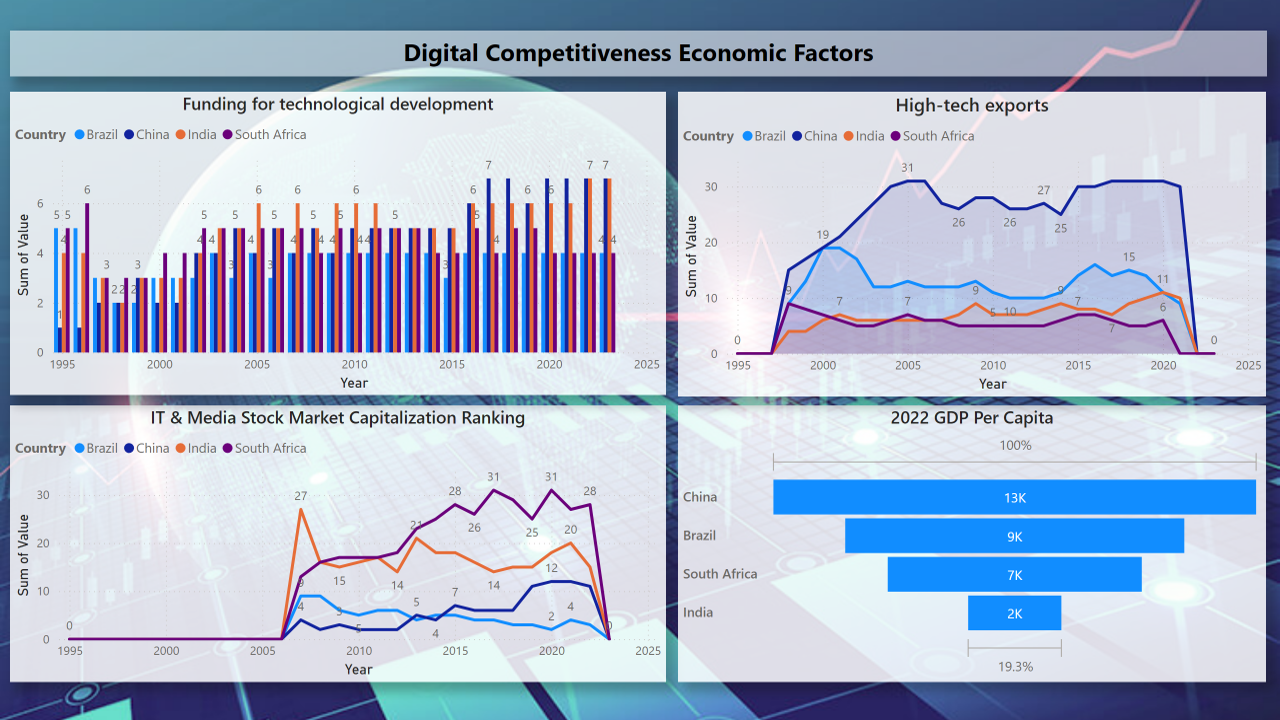 Digital Competitiveness Economic Factors
Funding for technological development
Country Brazil China India South Africa
Sum of Value
6
4
2
0
5 5 4 1 6 3 2 2 3 2 4 5 4 3 5 4 6 3 5 4 6 5 4 6 4 6 4 6 4 5 3 6 5 7 4 6 4 6 7 4 7 4
1995 2000 2005 2010 2015 2020 2025
Year
High-tech exports
Country Brazil China India South Africa
Sum of Value
30
20
10
0
0 9 19 7 31 7 26 9 5 26 10 27 25 9 7 7 15 11 6 0
1995 2000 2005 2010 2015 2020 2025
Year
IT & Media Stock Market Capitalization Ranking
Country Brazil China India South Africa
Sum of Value
30
20
10
0
0 27 9 4 15 3 5 14 21 5 4 28 7 26 31 14 25 31 12 2 20 4 28 0
1995 2000 2005 2010 2015 2020 2025
Year
2022 GDP Per Capita
100%
China 13K
Brazil 9K
South Africa 7K
India 2K
19.3%